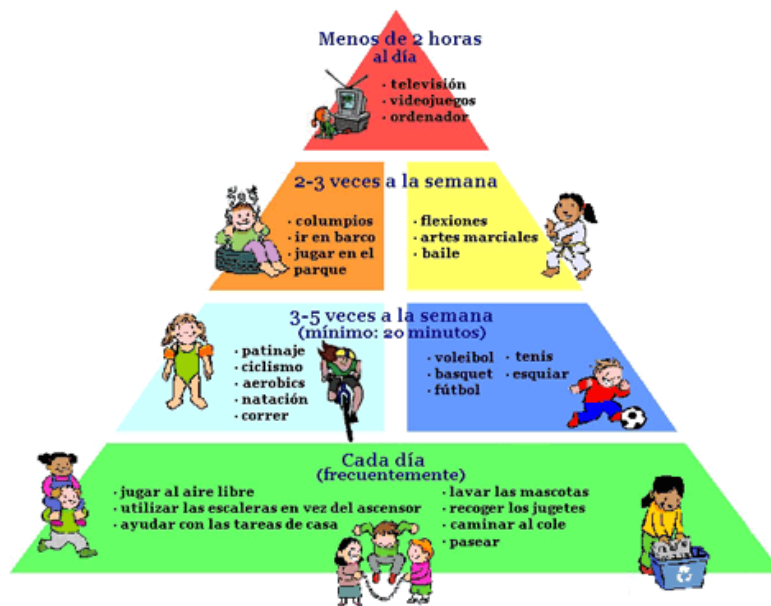 Menos de 2 horas
al día
· televisión
· videojuegos
· ordenador
2-3 veces a la semana
· columpios
· ir en barco
· jugar en el
parque
· flexiones
· artes marciales
· baile
3-5 veces a la semana
(mínimo: 20 minutos)
· patinaje
· ciclismo
· aerobics
· natación
· correr
· voleibol
· basquet
· fútbol
· tenis
· esquiar
Cada día
(frecuentemente)
· jugar al aire libre
· utilizar las escaleras en vez del ascensor
· ayudar con las tareas de casa
· lavar las mascotas
· recoger los jugetes
· caminar al cole
· pasear